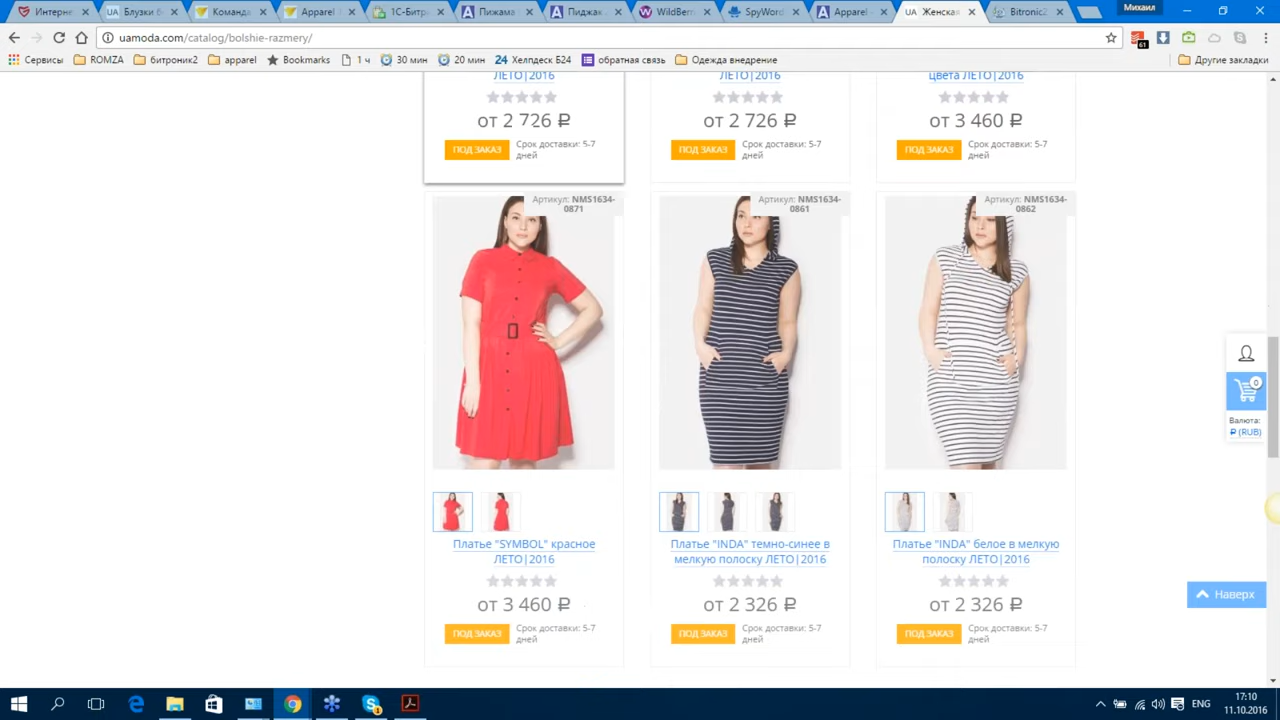 Интерне
Блузки б
Команда
Apparel
1С-Битр
Пижама
Пиджак
WildBerr
SpyWord
Apparel
Женская
Bitronic2
Михаил
uamoda.com/catalog/bolshie-razmery/
61
Сервисы
ROMZA
битроник2
apparel
Bookmarks
1 ч
30 мин
20 мин
24 Хелпдеск Б24
обратная связь
Одежда внедрение
Другие закладки
ЛЕТО|2016
ЛЕТО|2016
цвета ЛЕТО|2016
от 2 726 ₽
от 2 726 ₽
от 3 460 ₽
ПОД ЗАКАЗ
Срок доставки: 5-7
дней
ПОД ЗАКАЗ
Срок доставки: 5-7
дней
ПОД ЗАКАЗ
Срок доставки: 5-7
дней
Артикул: NMS1634-
0871
Артикул: NMS1634-
0861
Артикул: NMS1634-
0862
0
Валюта:
₽ (RUB)
Платье "SYMBOL" красное
ЛЕТО|2016
Платье "INDA" темно-синее в
мелкую полоску ЛЕТО|2016
Платье "INDA" белое в мелкую
полоску ЛЕТО|2016
Наверх
от 3 460 ₽
от 2 326 ₽
от 2 326 ₽
ПОД ЗАКАЗ
Срок доставки: 5-7
дней
ПОД ЗАКАЗ
Срок доставки: 5-7
дней
ПОД ЗАКАЗ
Срок доставки: 5-7
дней
ENG
17:10
11.10.2016